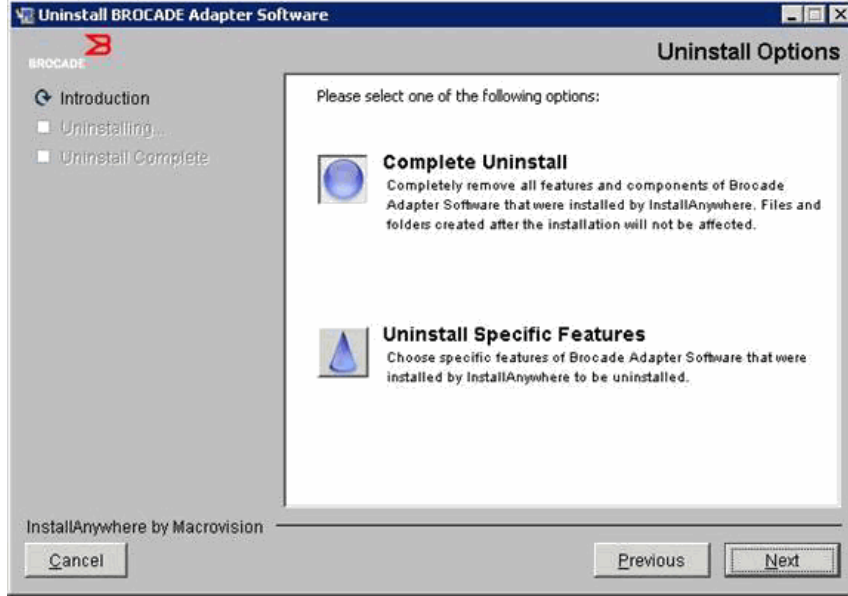 Uninstall BROCADE Adapter Software
BROCADE
Uninstall Options
Introduction
Uninstalling...
Uninstall Complete
Please select one of the following options:
Complete Uninstall
Completely remove all features and components of Brocade
Adapter Software that were installed by InstallAnywhere. Files and
folders created after the installation will not be affected.
Uninstall Specific Features
Choose specific features of Brocade Adapter Software that were
installed by InstallAnywhere to be uninstalled.
InstallAnywhere by Macrovision
Cancel
Previous
Next